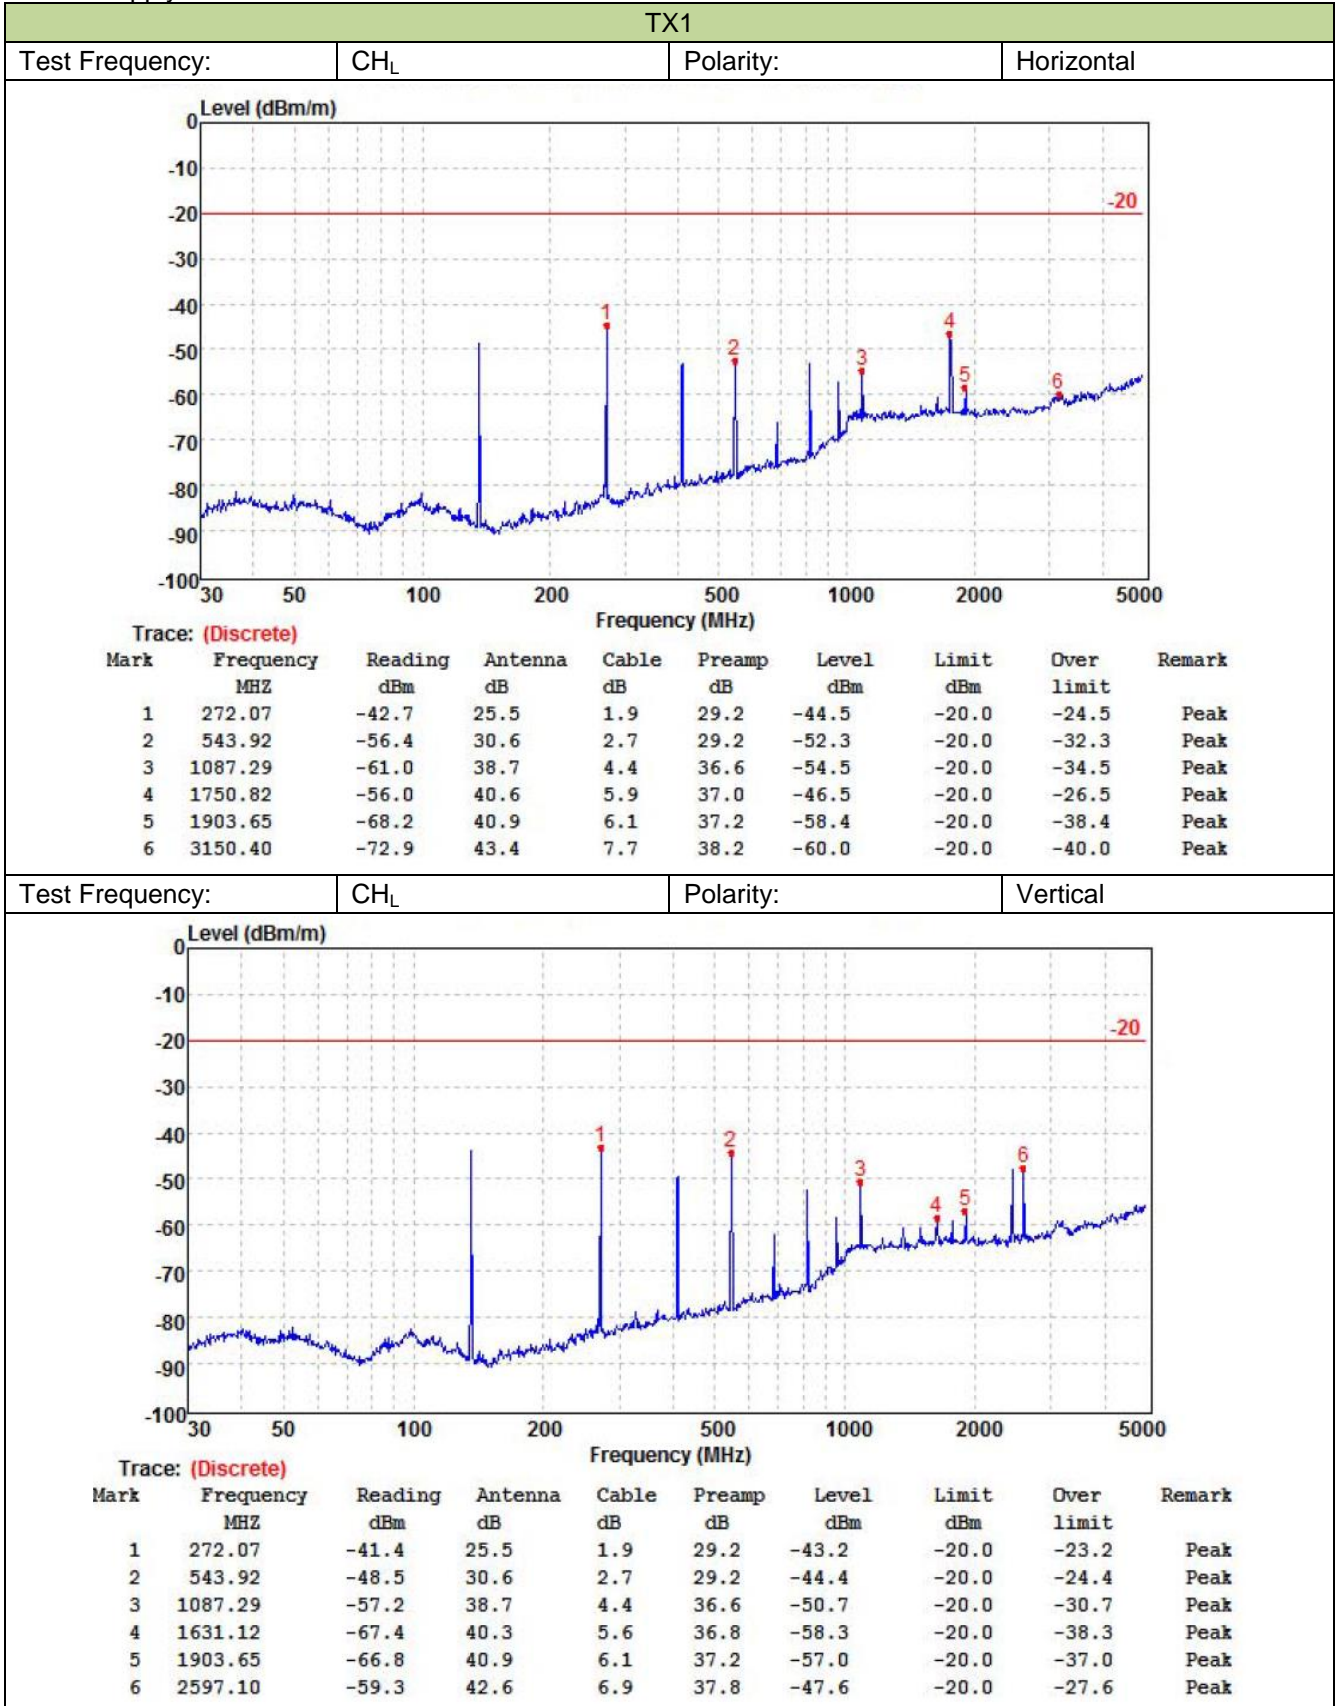 TX1
Test Frequency: CHL Polarity: Horizontal
Level (dBm/m)
0
-10
-20
-20
-30
-40
1
4
-50
2
3
5
6
-60
-70
-80
-90
-100
30 50 100 200 500 1000 2000 5000
Frequency (MHz)
Trace: (Discrete)
Mark Frequency Reading Antenna Cable Preamp Level Limit Over Remark
MHZ dBm dB dB dB dBm dBm limit
1 272.07 -42.7 25.5 1.9 29.2 -44.5 -20.0 -24.5 Peak
2 543.92 -56.4 30.6 2.7 29.2 -52.3 -20.0 -32.3 Peak
3 1087.29 -61.0 38.7 4.4 36.6 -54.5 -20.0 -34.5 Peak
4 1750.82 -56.0 40.6 5.9 37.0 -46.5 -20.0 -26.5 Peak
5 1903.65 -68.2 40.9 6.1 37.2 -58.4 -20.0 -38.4 Peak
6 3150.40 -72.9 43.4 7.7 38.2 -60.0 -20.0 -40.0 Peak
Test Frequency: CHL Polarity: Vertical
Level (dBm/m)
0
-10
-20
-20
-30
-40
1
2
6
3
-50
5
4
-60
-70
-80
-90
-100
30 50 100 200 500 1000 2000 5000
Frequency (MHz)
Trace: (Discrete)
Mark Frequency Reading Antenna Cable Preamp Level Limit Over Remark
MHZ dBm dB dB dB dBm dBm limit
1 272.07 -41.4 25.5 1.9 29.2 -43.2 -20.0 -23.2 Peak
2 543.92 -48.5 30.6 2.7 29.2 -44.4 -20.0 -24.4 Peak
3 1087.29 -57.2 38.7 4.4 36.6 -50.7 -20.0 -30.7 Peak
4 1631.12 -67.4 40.3 5.6 36.8 -58.3 -20.0 -38.3 Peak
5 1903.65 -66.8 40.9 6.1 37.2 -57.0 -20.0 -37.0 Peak
6 2597.10 -59.3 42.6 6.9 37.8 -47.6 -20.0 -27.6 Peak